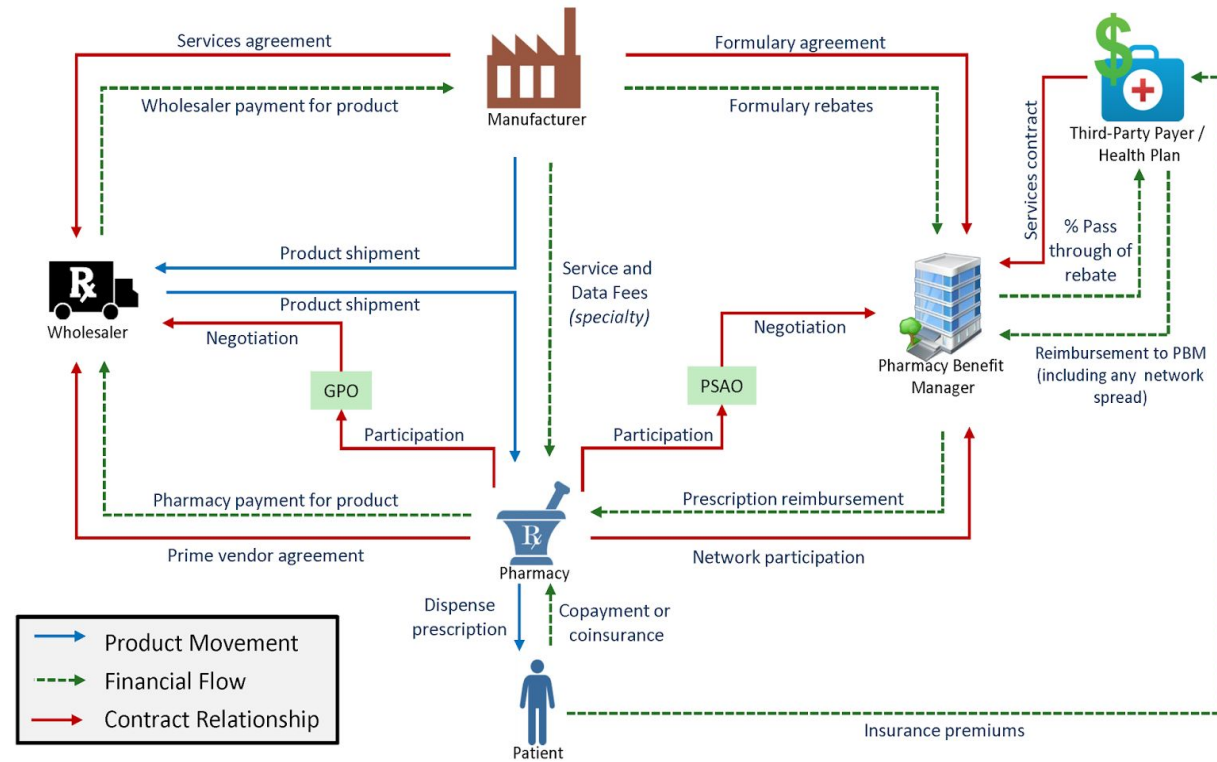 Services agreement
Wholesaler payment for product
Manufacturer
Formulary agreement
Formulary rebates
Third-Party Payer /
Health Plan
Services contract
% Pass
through of
rebate
Product shipment
Product shipment
Rx
Wholesaler
Negotiation
Service and
Data Fees
(specialty)
Negotiation
Pharmacy Benefit
Manager
Reimbursement to PBM
(including any network
spread)
GPO
PSAO
Participation
Participation
Pharmacy payment for product
Prescription reimbursement
Rx
Prime vendor agreement
Pharmacy
Network participation
Dispense
prescription
Copayment or
coinsurance
Product Movement
Financial Flow
Contract Relationship
Patient
Insurance premiums